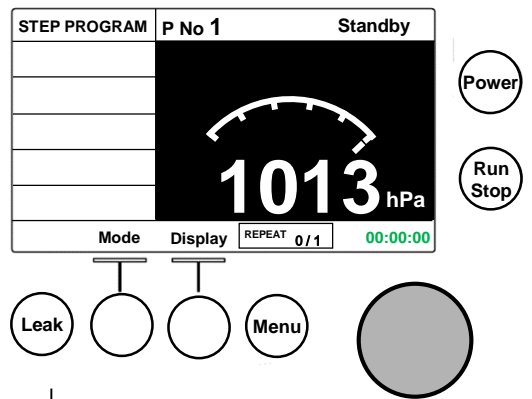 STEP PROGRAM P No 1 Standby
Power
1013 hPa
Run
Stop
Mode Display REPEAT 0/1 00:00:00
Leak Menu